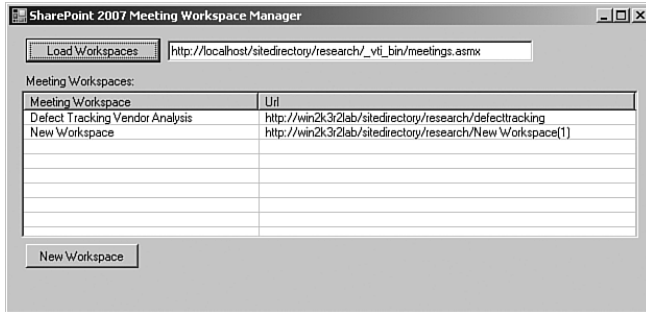 SharePoint 2007 Meeting Workspace Manager
Load Workspaces http://localhost/sitedirectory/research/_vti_bin/meetings.asmx
Meeting Workspaces:
Meeting Workspace Url
Defect Tracking Vendor Analysis http://win2k3r2lab/sitedirectory/research/defecttracking
New Workspace http://win2k3r2lab/sitedirectory/research/New Workspace(1)
New Workspace